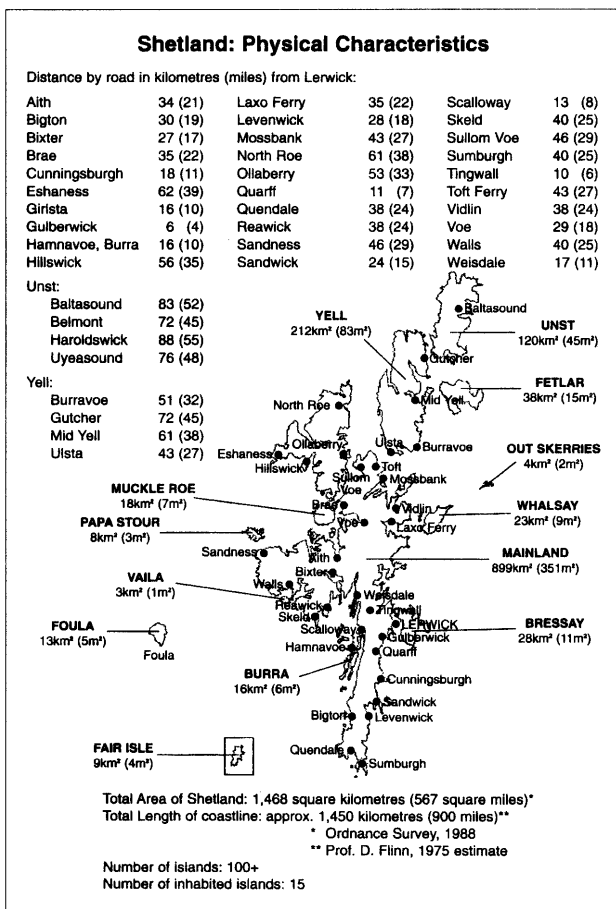 Shetland: Physical Characteristics
Distance by road in kilometres (miles) from Lerwick:
Aith 34 (21)
Bigton 30 (19)
Bixter 27 (17)
Brae 35 (22)
Cunningsburgh 18 (11)
Eshaness 62 (39)
Girlsta 16 (10)
Gulberwick 6 (4)
Hamnavoe, Burra 16 (10)
Hillswick 56 (35)
Laxo Ferry 35 (22)
Levenwick 28 (18)
Mossbank 43 (27)
North Roe 61 (38)
Ollaberry 53 (33)
Quarff 11 (7)
Quendale 38 (24)
Reawick 38 (24)
Sandness 46 (29)
Sandwick 24 (15)
Scalloway 13 (8)
Skeld 40 (25)
Sullom Voe 46 (29)
Sumburgh 40 (25)
Tingwall 10 (6)
Toft Ferry 43 (27)
Vidlin 38 (24)
Voe 29 (18)
Walls 40 (25)
Weisdale 17 (11)
Unst:
Baltasound 83 (52)
Belmont 72 (45)
Haroldswick 88 (55)
Uyeasound 76 (48)
Yell:
Burravoe 51 (32)
Gutcher 72 (45)
Mid Yell 61 (38)
Ulsta 43 (27)
Baltasound
YELL
212km² (83m²)
UNST
120km² (45m²)
Gutcher
FETLAR
38km² (15m²)
Mid Yell
North Roe
Ollaberry
Ulsta
Burravoe
Eshaness
Hillswick
Sullom
Voe
Toft
Mossbank
OUT SKERRIES
4km² (2m²)
MUCKLE ROE
18km² (7m²)
Brae
Vidlin
WHALSAY
23km² (9m²)
PAPA STOUR
8km² (3m²)
Voe
Laxo Ferry
Sandness
Aith
MAINLAND
899km² (351m²)
Bixter
VAILA
3km² (1m²)
Walls
Weisdale
Reawick
Skeld
Tingwall
FOULA
13km² (5m²)
Foula
Scalloway
LERWICK
Gulberwick
BRESSAY
28km² (11m²)
Hamnavoe
Quarff
BURRA
16km² (6m²)
Cunningsburgh
Sandwick
Bigton
Levenwick
FAIR ISLE
9km² (4m²)
Quendale
Sumburgh
Total Area of Shetland: 1,468 square kilometres (567 square miles)*
Total Length of coastline: approx. 1,450 kilometres (900 miles)**
* Ordnance Survey, 1988
** Prof. D. Flinn, 1975 estimate
Number of islands: 100+
Number of inhabited islands: 15